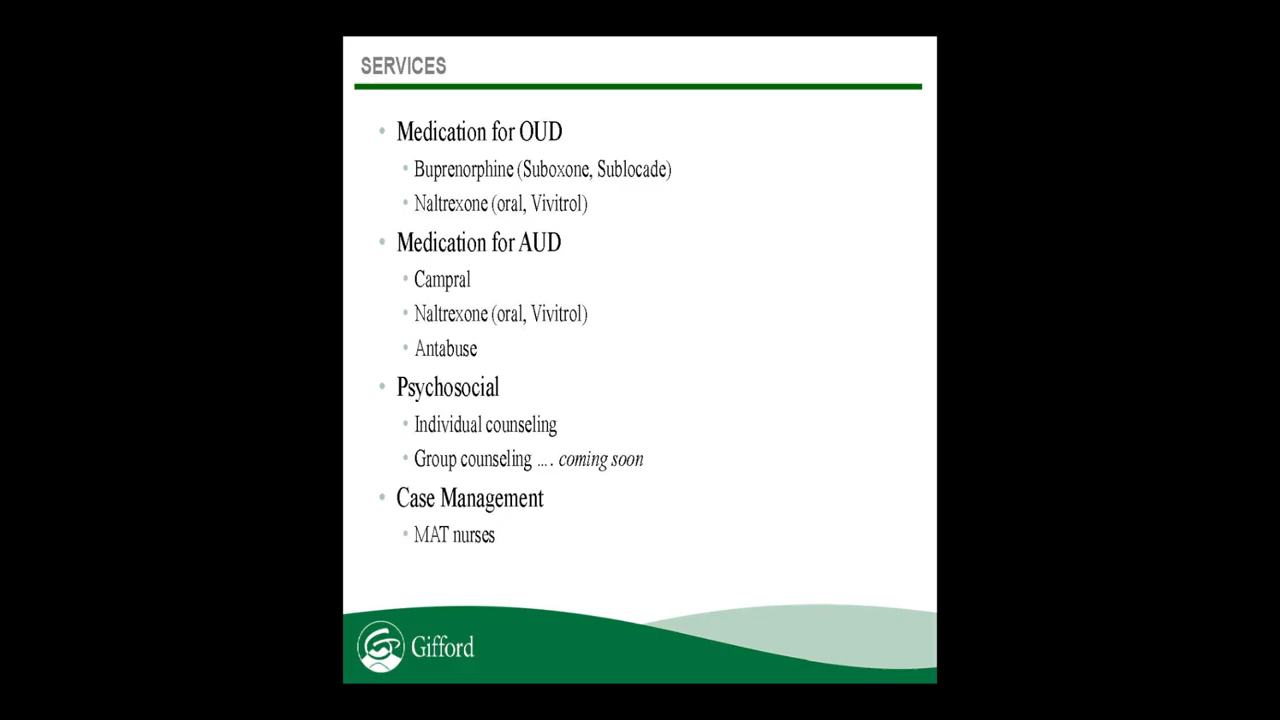 SERVICES
• Medication for OUD
• Buprenorphine (Suboxone, Sublocade)
• Naltrexone (oral, Vivitrol)
• Medication for AUD
• Campral
• Naltrexone (oral, Vivitrol)
• Antabuse
• Psychosocial
• Individual counseling
• Group counseling …. coming soon
• Case Management
• MAT nurses
Gifford